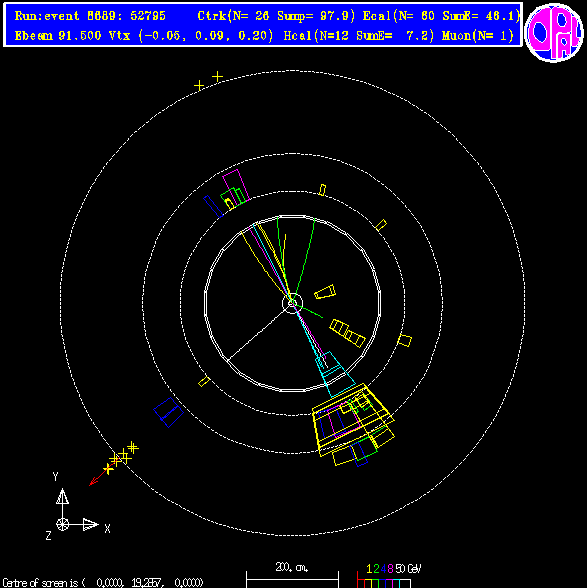 Run:event 8689: 52795 Ctrk(N= 26 Sump= 97.9) Ecal(N= 60 SumE= 46.1)
Ebeam 91.500 Vtx (-0.05, 0.09, 0.20) Hcal(N=12 SumE= 7.2) Muon(N= 1)
OPAL
Y
X
Z
200. cm.
1 2 4 8 50 GeV
Centre of screen is ( 0.0000, 19.2857, 0.0000)